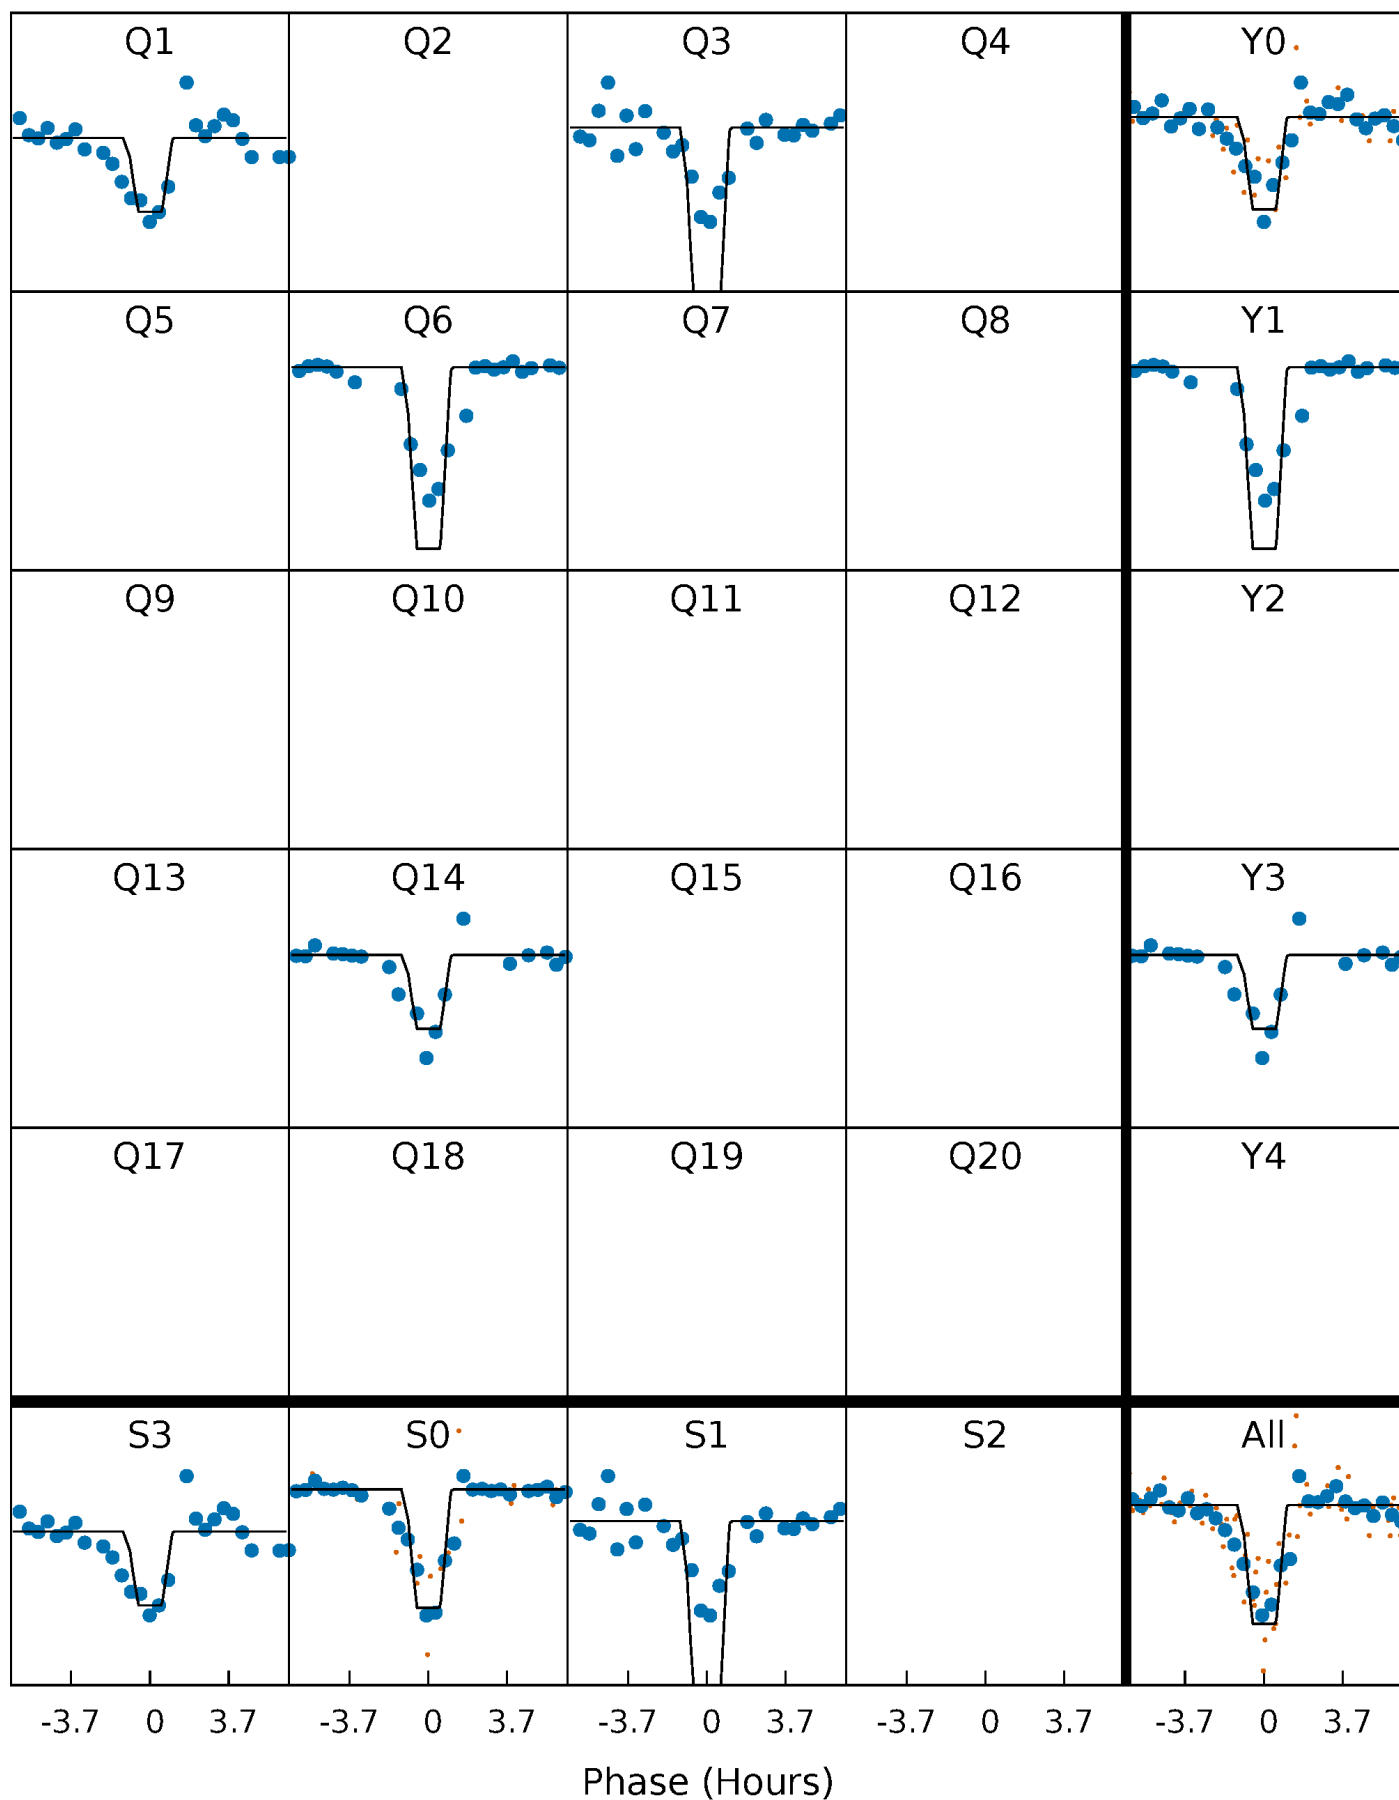 Q1 Q2 Q3 Q4 Y0
Q5 Q6 Q7 Q8 Y1
Q9 Q10 Q11 Q12 Y2
Q13 Q14 Q15 Q16 Y3
Q17 Q18 Q19 Q20 Y4
S3 S0 S1 S2 All
-3.7 0 3.7 -3.7 0 3.7 -3.7 0 3.7 -3.7 0 3.7 -3.7 0 3.7
Phase (Hours)